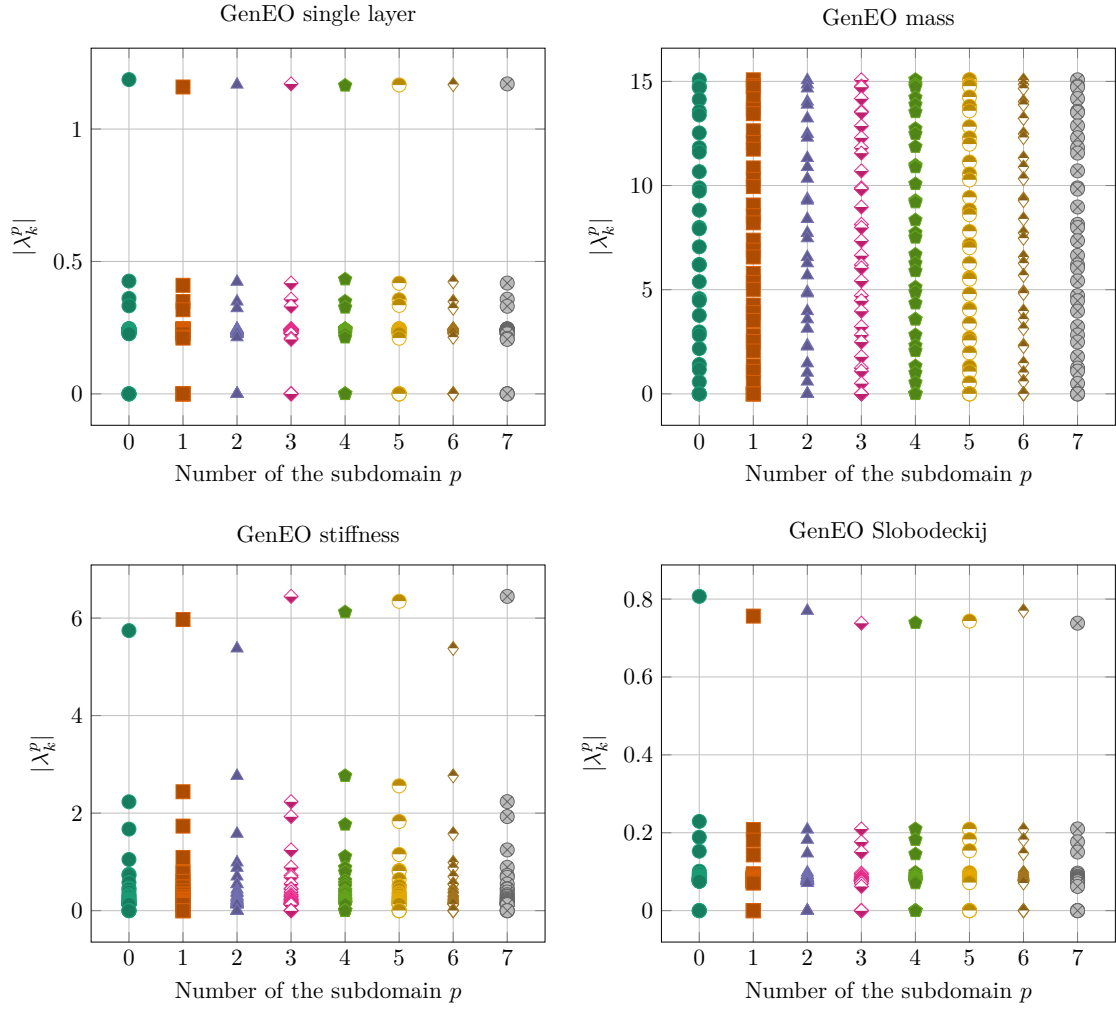 GenEO single layer
1
0.5
0
|λ_k^p|
0 1 2 3 4 5 6 7
Number of the subdomain p
GenEO mass
15
10
5
0
|λ_k^p|
0 1 2 3 4 5 6 7
Number of the subdomain p
GenEO stiffness
6
4
2
0
|λ_k^p|
0 1 2 3 4 5 6 7
Number of the subdomain p
GenEO Slobodeckij
0.8
0.6
0.4
0.2
0
|λ_k^p|
0 1 2 3 4 5 6 7
Number of the subdomain p